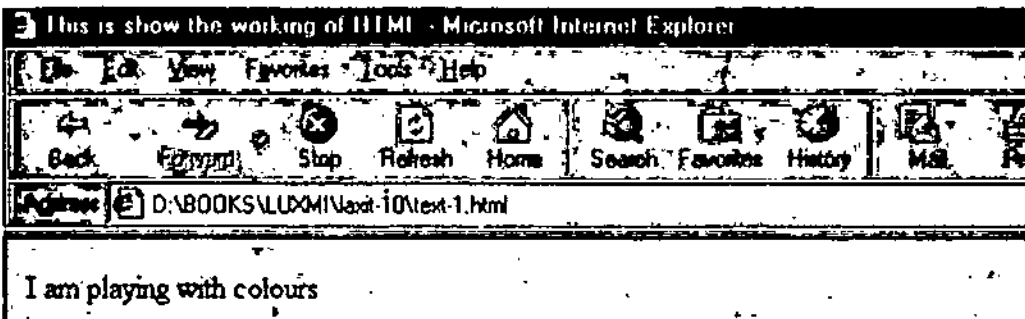 This is show the working of HTML - Microsoft Internet Explorer
File Edit View Favorites Tools Help
Back Forward Stop Refresh Home Search Favorites History Mail
Address D:\BOOKS\LUXMI\laxit-10\text-1.html
I am playing with colours